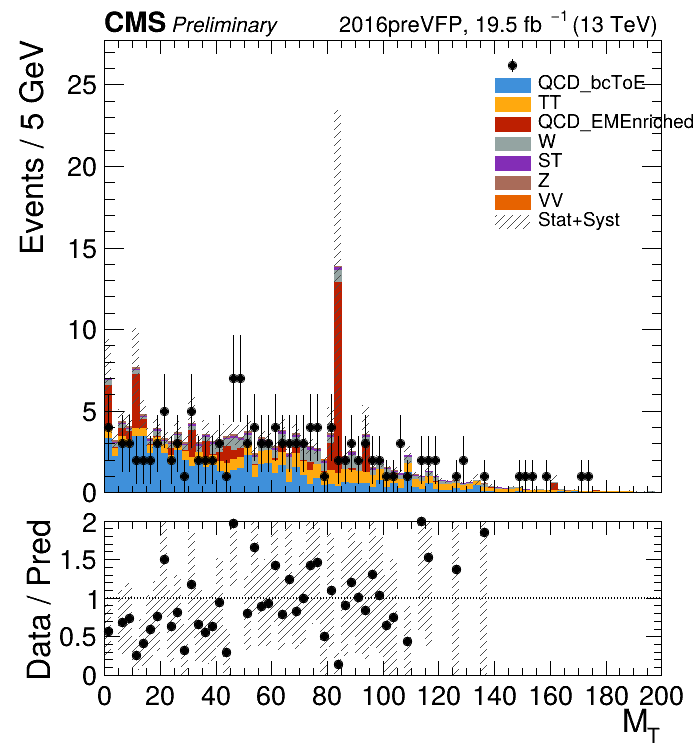 CMS Preliminary 2016preVFP, 19.5 fb⁻¹ (13 TeV)
Events / 5 GeV
25
20
15
10
5
0
QCD_bcToE
TT
QCD_EMEnriched
W
ST
Z
VV
Stat+Syst
Data / Pred
2
1.5
1
0.5
0
0 20 40 60 80 100 120 140 160 180 200
M_T